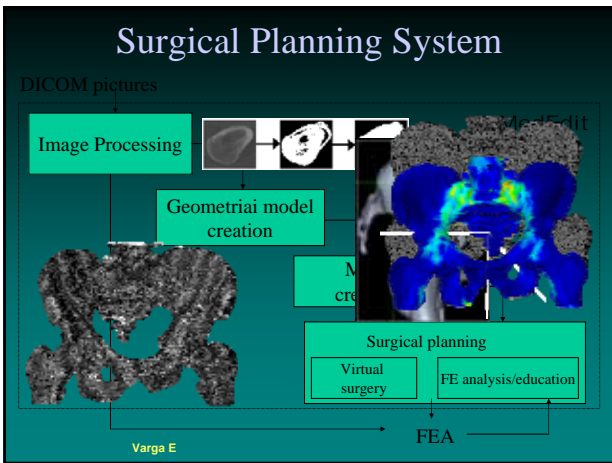 Surgical Planning System
DICOM pictures
MedEdit
Image Processing
Geometriai model
creation
Surgical planning
Virtual
surgery
FE analysis/education
FEA
Varga E